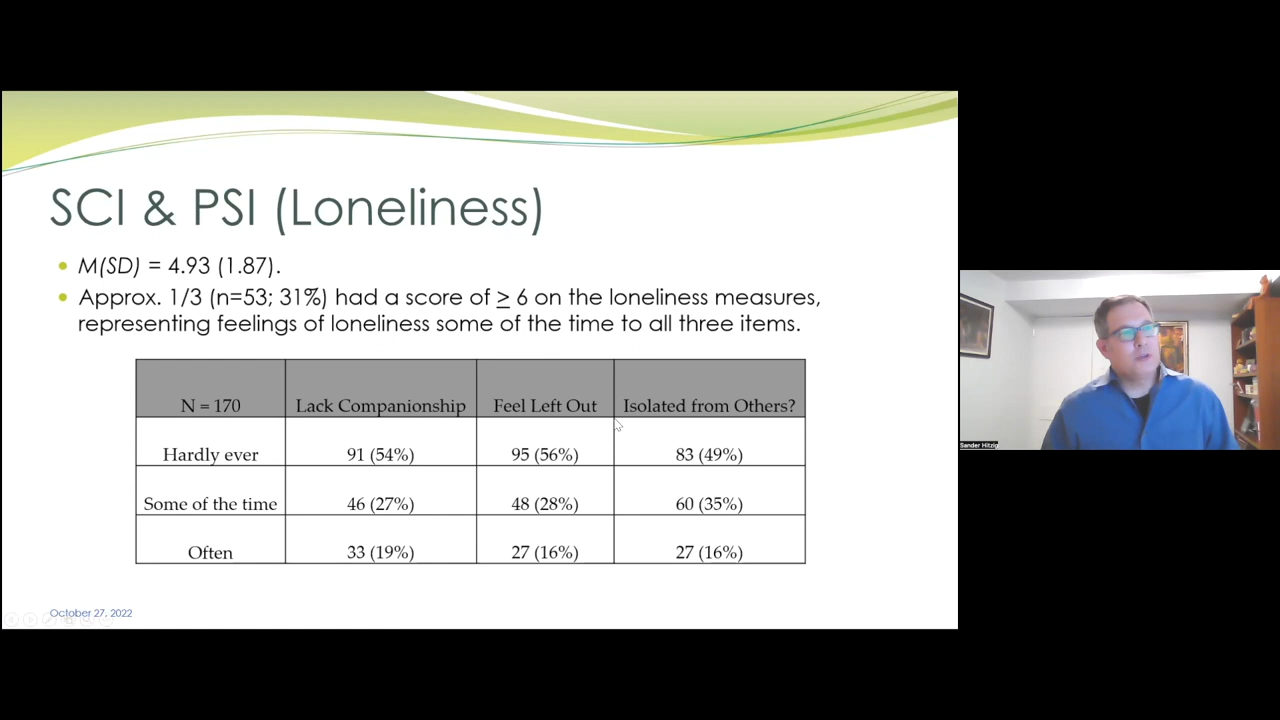 SCI & PSI (Loneliness)
M(SD) = 4.93 (1.87).
Approx. 1/3 (n=53; 31%) had a score of ≥ 6 on the loneliness measures,
representing feelings of loneliness some of the time to all three items.
N = 170 Lack Companionship Feel Left Out Isolated from Others?
Hardly ever 91 (54%) 95 (56%) 83 (49%)
Some of the time 46 (27%) 48 (28%) 60 (35%)
Often 33 (19%) 27 (16%) 27 (16%)
October 27, 2022
Sander Hitzig